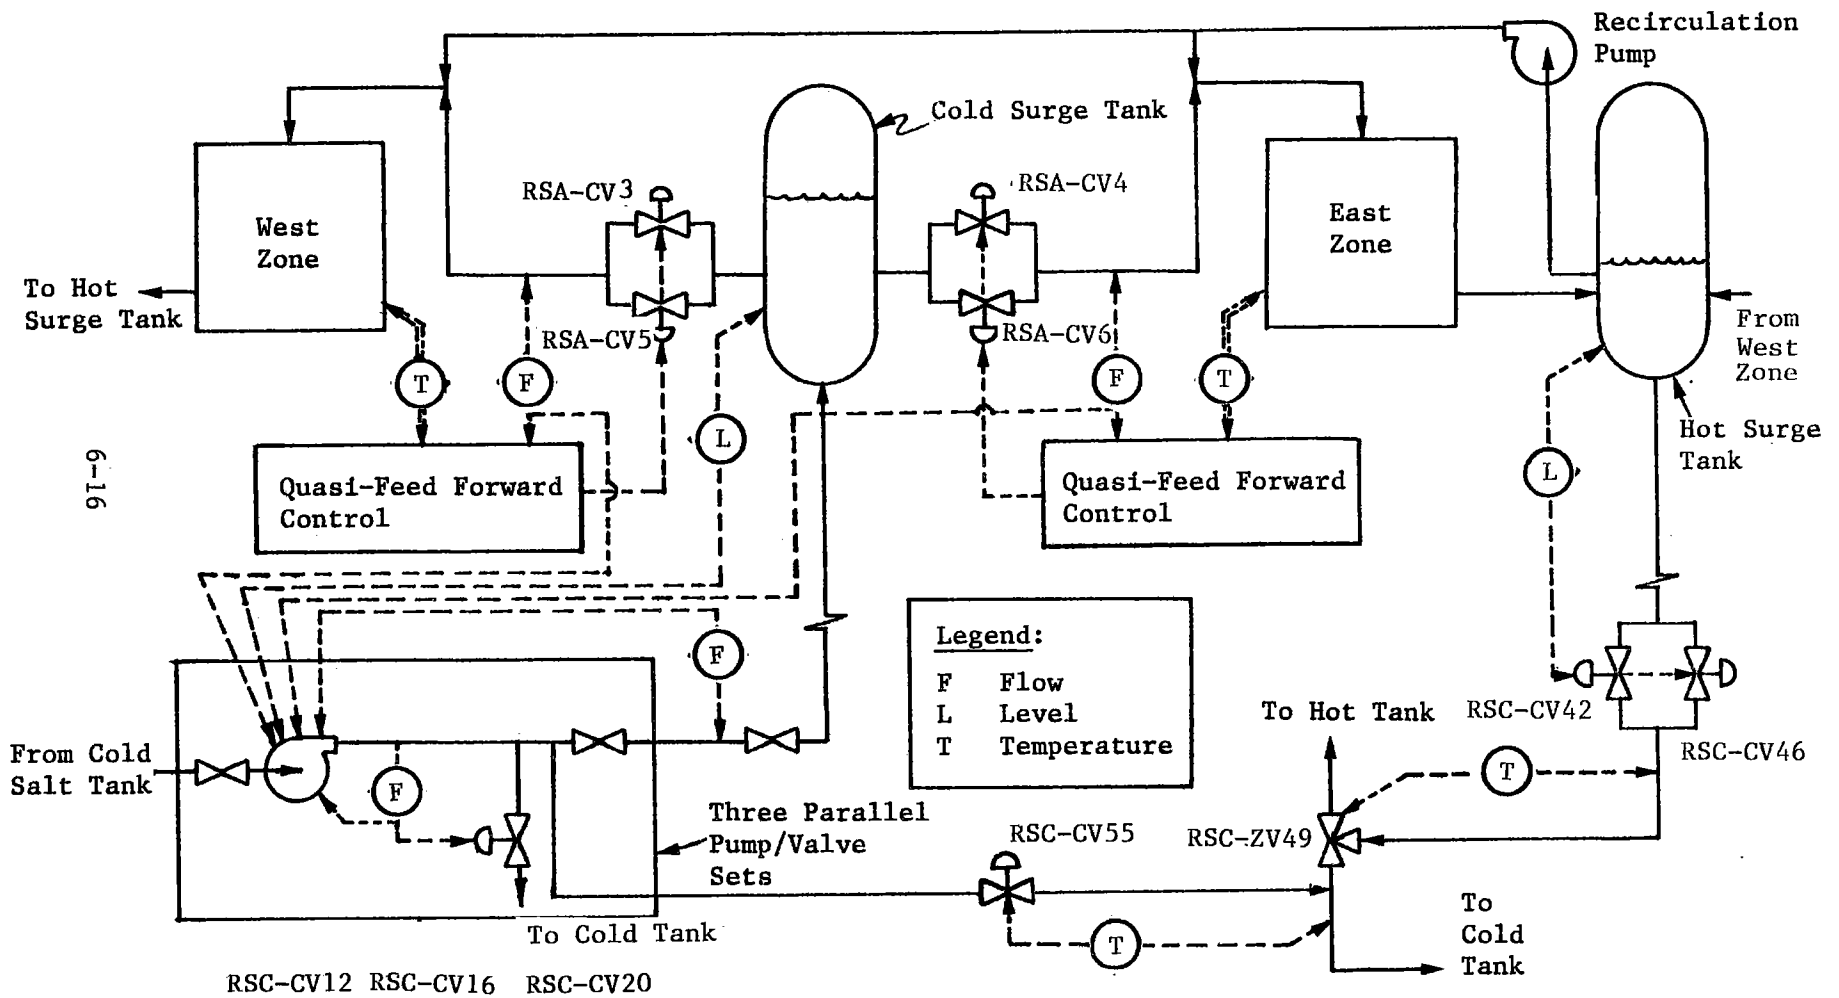 Recirculation
Pump
Cold Surge Tank
RSA-CV3
RSA-CV4
West
Zone
East
Zone
To Hot
Surge Tank
RSA-CV5
RSA-CV6
From
West
Zone
T
F
F
T
L
L
Hot Surge
Tank
Quasi-Feed Forward
Control
Quasi-Feed Forward
Control
6-16
Legend:
F Flow
L Level
T Temperature
F
To Hot Tank
RSC-CV42
RSC-CV46
From Cold
Salt Tank
F
T
Three Parallel
Pump/Valve
Sets
RSC-CV55
RSC-ZV49
To Cold Tank
T
To
Cold
Tank
RSC-CV12 RSC-CV16 RSC-CV20